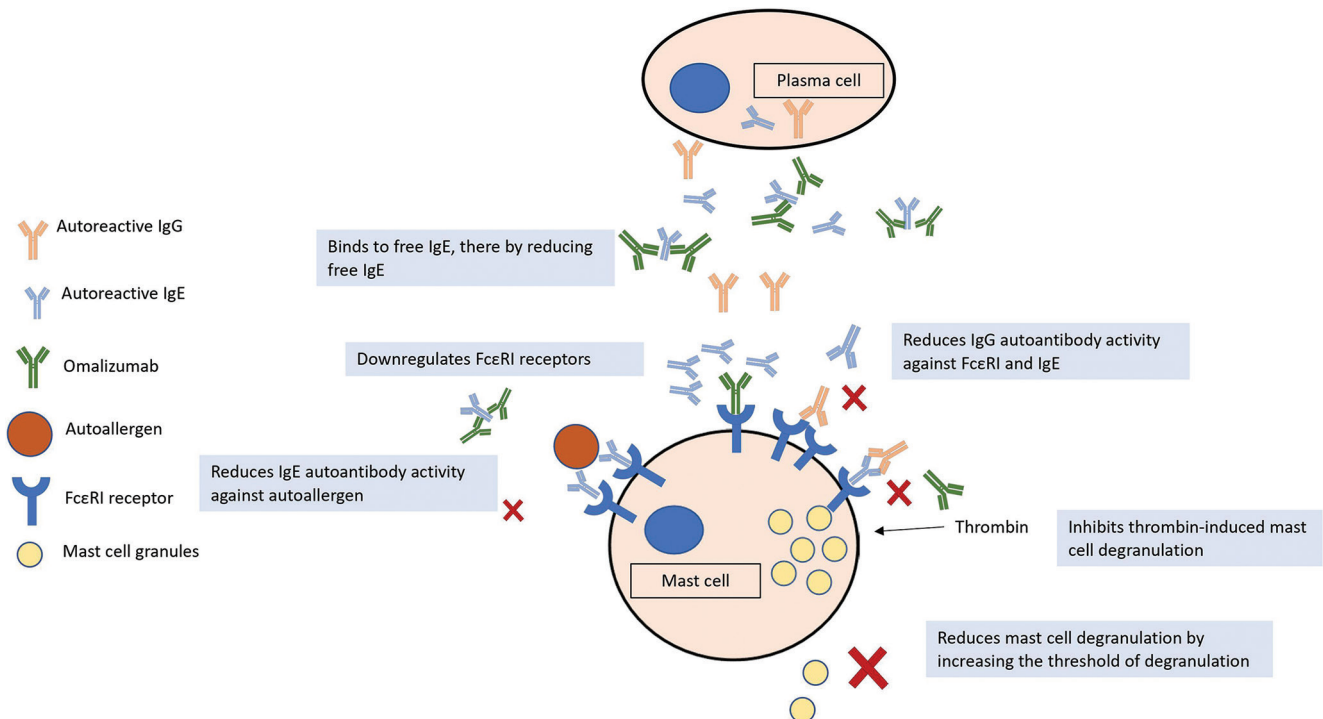 Plasma cell
Autoreactive IgG
Binds to free IgE, there by reducing
free IgE
Autoreactive IgE
Reduces IgG autoantibody activity
against FcεRI and IgE
Downregulates FcεRI receptors
Omalizumab
Autoallergen
Reduces IgE autoantibody activity
against autoallergen
FcεRI receptor
Thrombin
Inhibits thrombin-induced mast
cell degranulation
Mast cell granules
Mast cell
Reduces mast cell degranulation by
increasing the threshold of degranulation